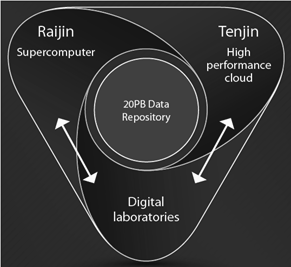 Raijin
Supercomputer
Tenjin
High
performance
cloud
20PB Data
Repository
Digital
laboratories